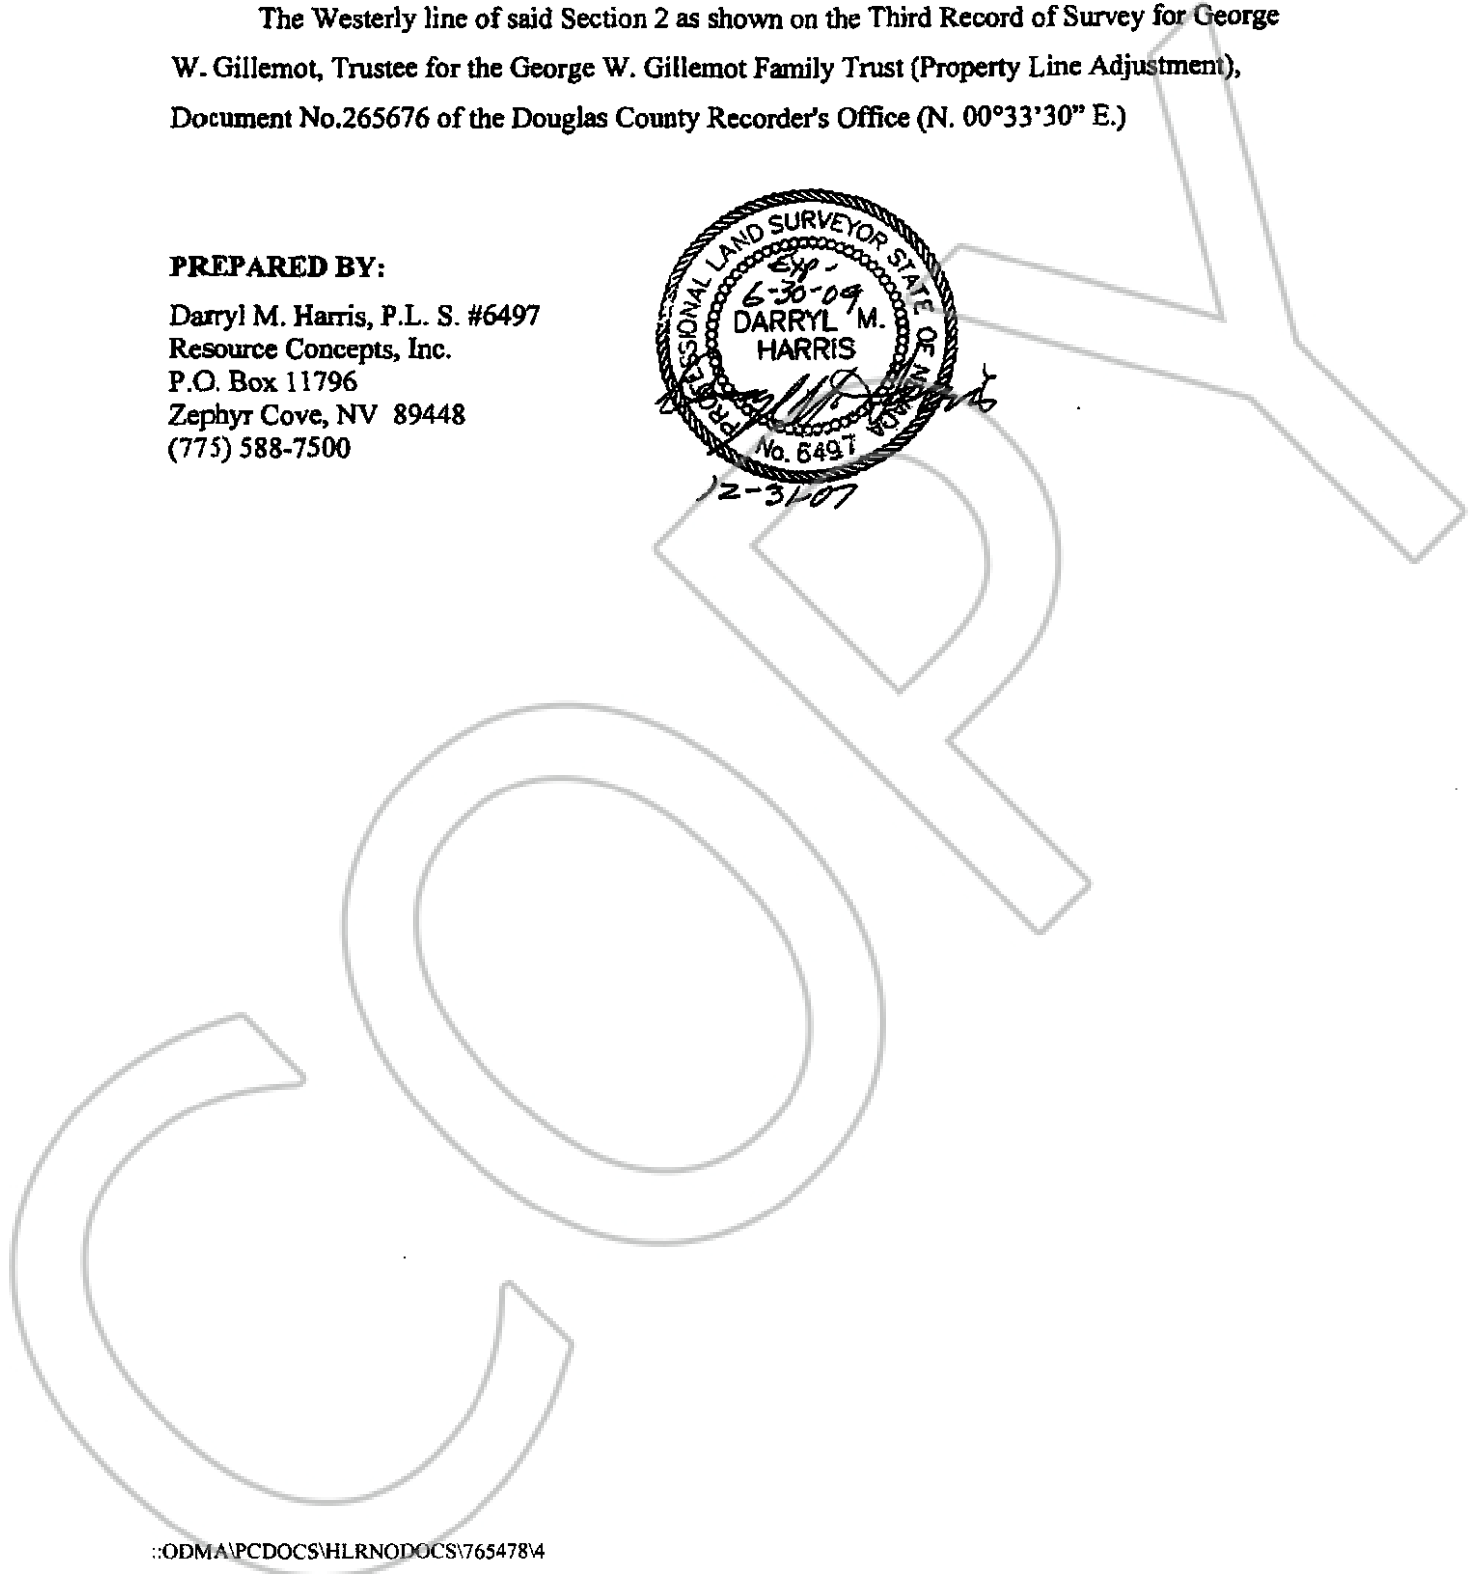 The Westerly line of said Section 2 as shown on the Third Record of Survey for George
W. Gillemot, Trustee for the George W. Gillemot Family Trust (Property Line Adjustment),
Document No.265676 of the Douglas County Recorder's Office (N. 00°33'30" E.)
PREPARED BY:
Darryl M. Harris, P.L. S. #6497
Resource Concepts, Inc.
P.O. Box 11796
Zephyr Cove, NV 89448
(775) 588-7500
PROFESSIONAL LAND SURVEYOR STATE OF NEVADA
Exp.
6-30-09
DARRYL M.
HARRIS
No. 6497
12-31-07
COPY
::ODMA\PCDOCS\HLRNODOCS\765478\4